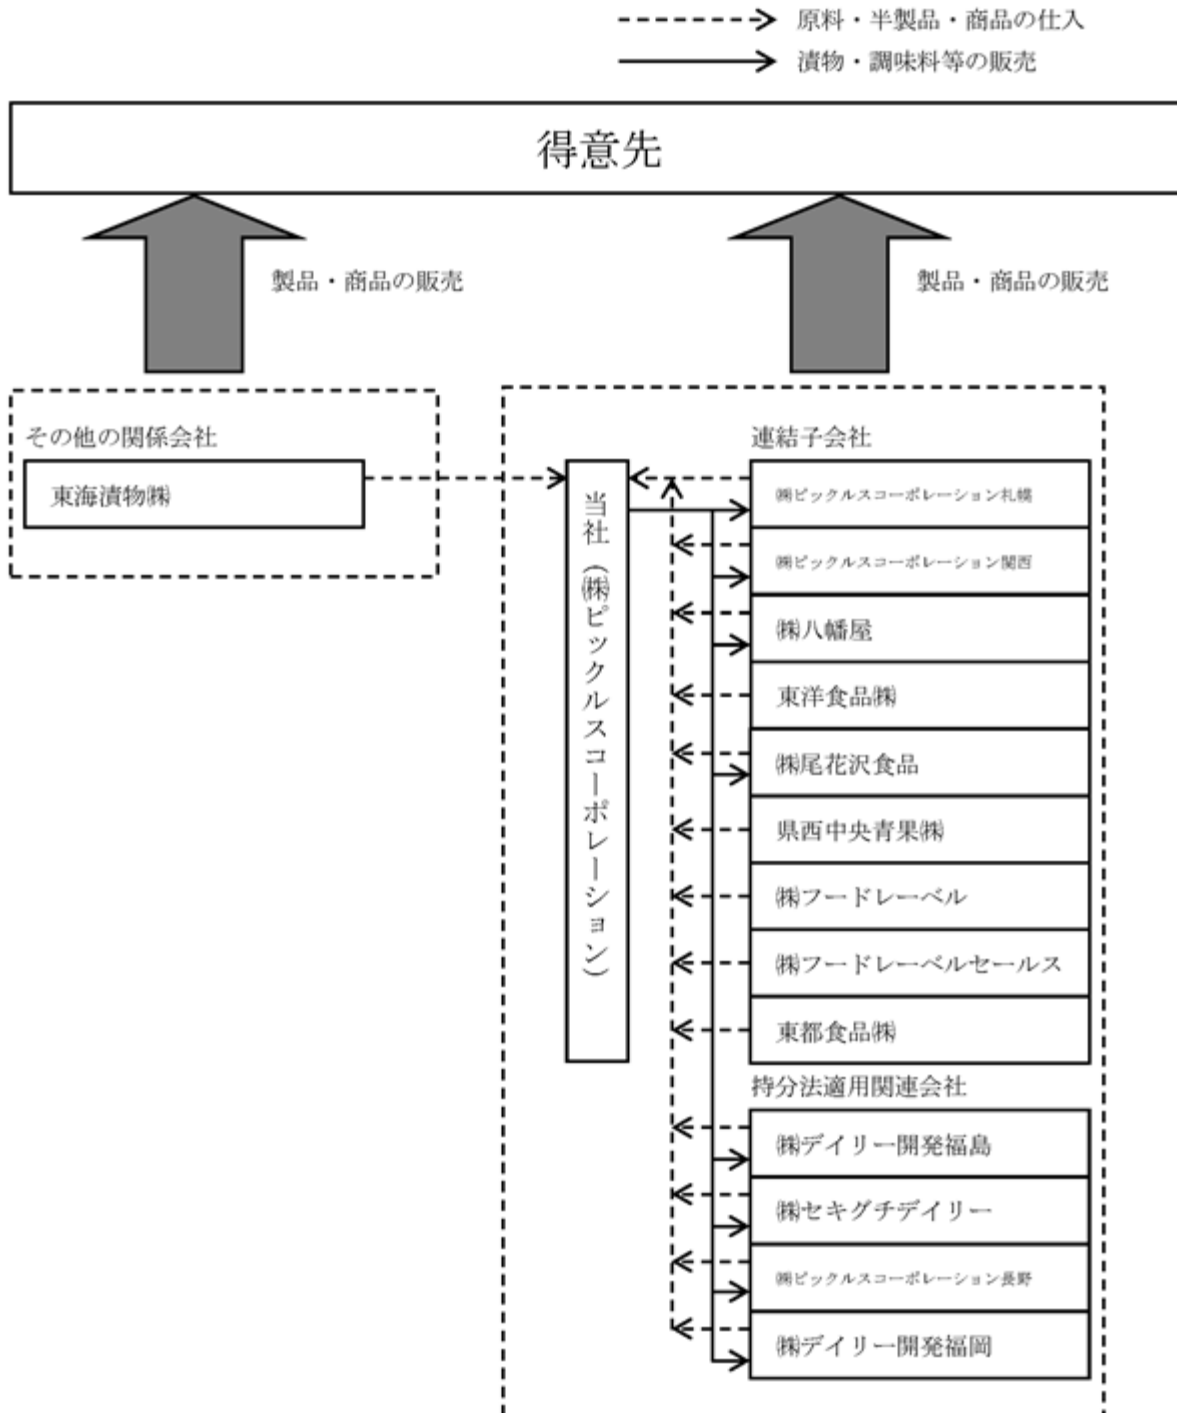 原料・半製品・商品の仕入
漬物・調味料等の販売
得意先
製品・商品の販売
製品・商品の販売
その他の関係会社
東海漬物㈱
当社(㈱ピックルスコーポレーション)
連結子会社
㈱ピックルスコーポレーション札幌
㈱ピックルスコーポレーション関西
㈱八幡屋
東洋食品㈱
㈱尾花沢食品
県西中央青果㈱
㈱フードレーベル
㈱フードレーベルセールス
東都食品㈱
持分法適用関連会社
㈱デイリー開発福島
㈱セキグチデイリー
㈱ピックルスコーポレーション長野
㈱デイリー開発福岡